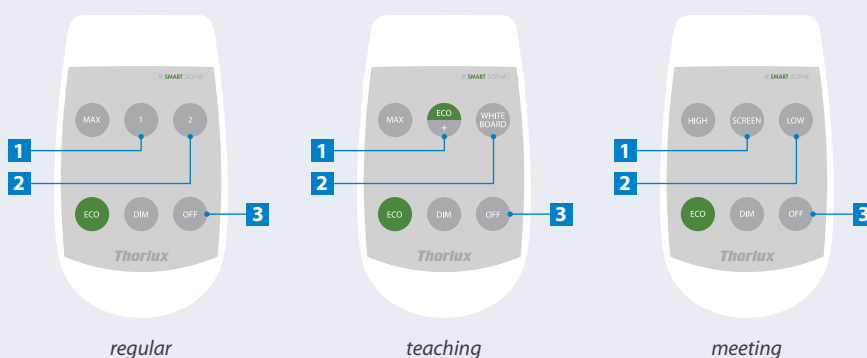 SMART SCENE
MAX
1
2
1
2
ECO
DIM
OFF
3
Thorlux
regular
SMART SCENE
MAX
ECO
+
WHITE
BOARD
1
2
ECO
DIM
OFF
3
Thorlux
teaching
SMART SCENE
HIGH
SCREEN
LOW
1
2
ECO
DIM
OFF
3
Thorlux
meeting